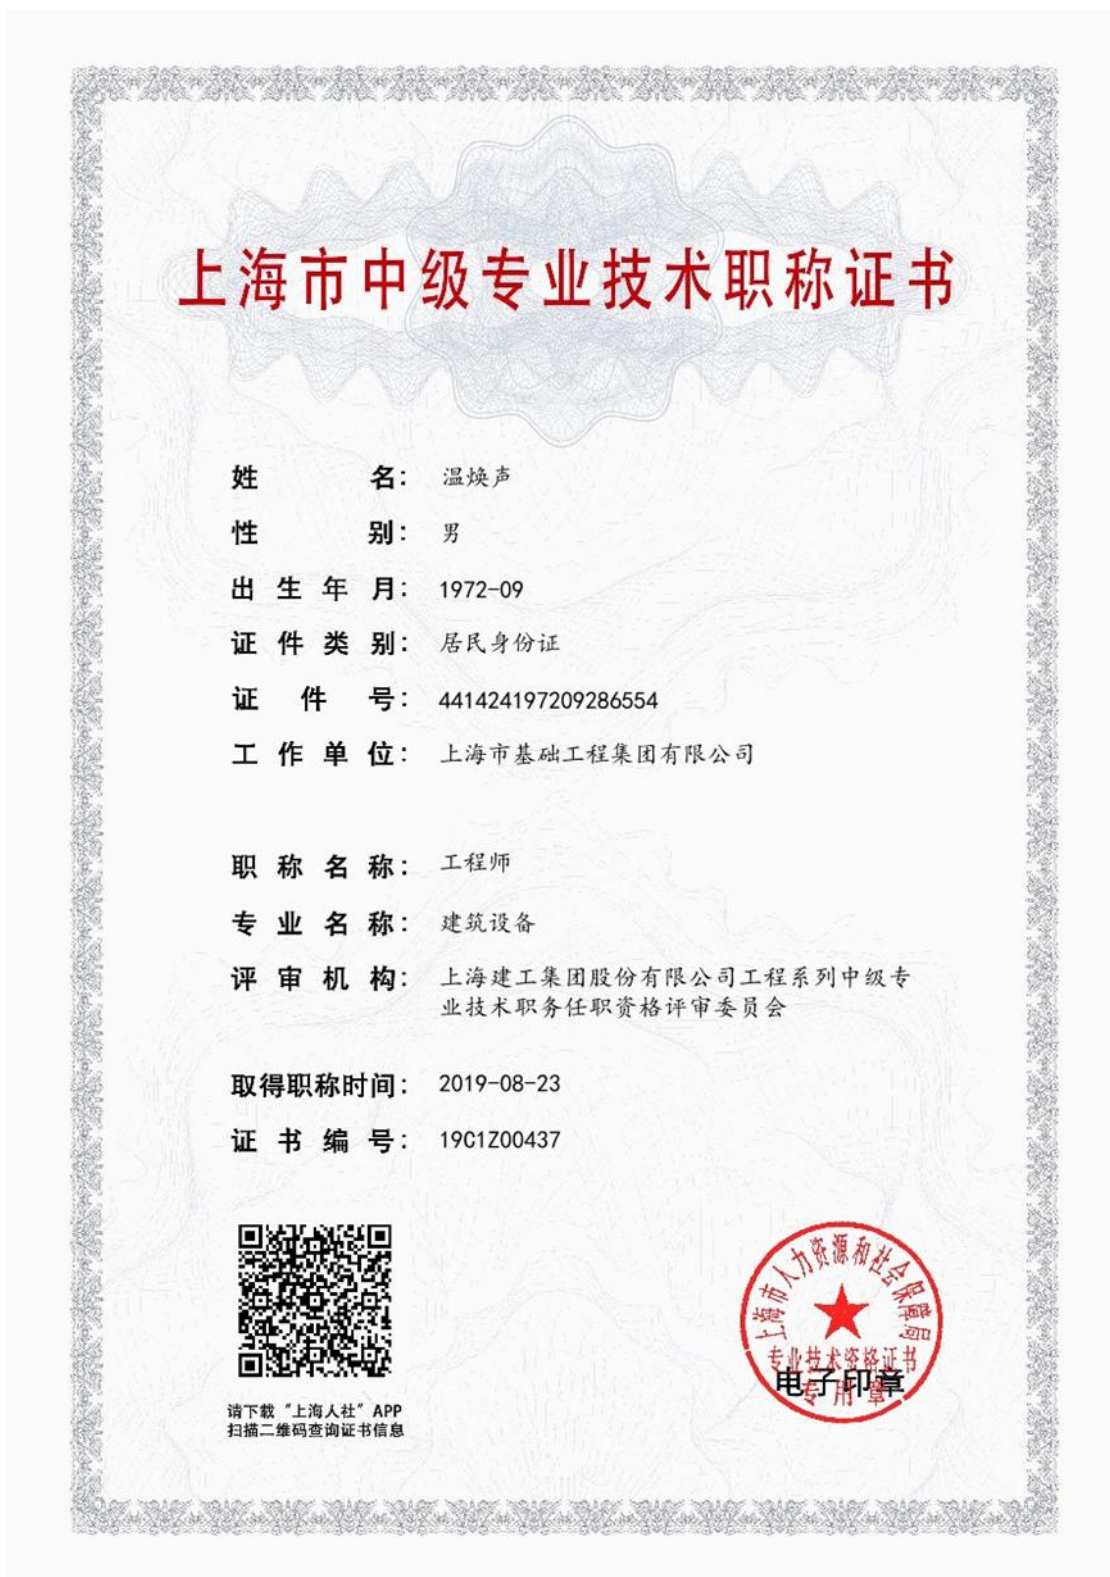 上海市中级专业技术职称证书
姓名：温焕声
性别：男
出生年月：1972-09
证件类别：居民身份证
证件号：441424197209286554
工作单位：上海市基础工程集团有限公司
职称名称：工程师
专业名称：建筑设备
评审机构：上海建工集团股份有限公司工程系列中级专
业技术职务任职资格评审委员会
取得职称时间：2019-08-23
证书编号：19C1Z00437
请下载“上海人社”APP
扫描二维码查询证书信息
上海市人力资源和社会保障局
专业技术资格证书
电子印章
专用章